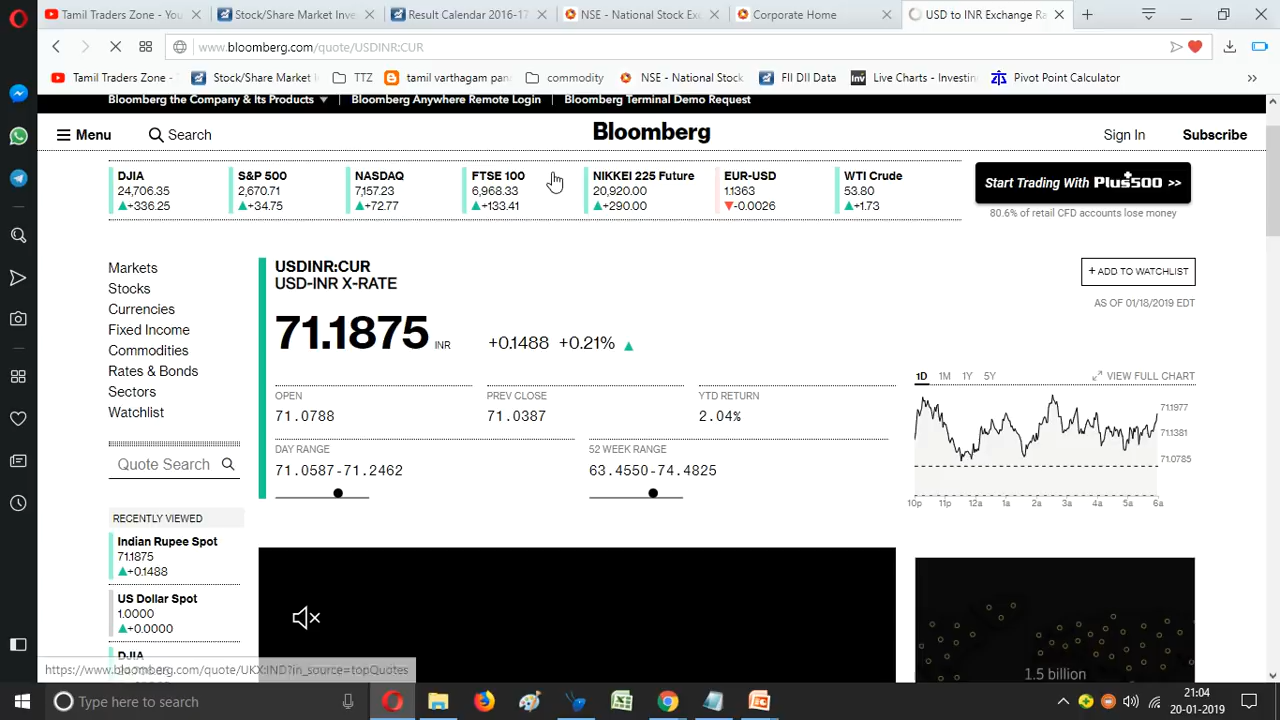 Tamil Traders Zone - You
Stock/Share Market Inve
Result Calendar 2016-17
NSE - National Stock Exc
Corporate Home
USD to INR Exchange Ra
www.bloomberg.com/quote/USDINR:CUR
Tamil Traders Zone -
Stock/Share Market I
TTZ
tamil varthagam pan
commodity
NSE - National Stock
FII DII Data
Inv
Live Charts - Investin
Pivot Point Calculator
Bloomberg the Company & Its Products
Bloomberg Anywhere Remote Login
Bloomberg Terminal Demo Request
Menu
Search
Bloomberg
Sign In
Subscribe
DJIA
24,706.35
+336.25
S&P 500
2,670.71
+34.75
NASDAQ
7,157.23
+72.77
FTSE 100
6,968.33
+133.41
NIKKEI 225 Future
20,920.00
+290.00
EUR-USD
1.1363
-0.0026
WTI Crude
53.80
+1.73
Start Trading With Plus500 >>
80.6% of retail CFD accounts lose money
Markets
Stocks
Currencies
Fixed Income
Commodities
Rates & Bonds
Sectors
Watchlist
Quote Search
USDINR:CUR
USD-INR X-RATE
71.1875 INR +0.1488 +0.21%
+ ADD TO WATCHLIST
AS OF 01/18/2019 EDT
OPEN
71.0788
PREV CLOSE
71.0387
YTD RETURN
2.04%
DAY RANGE
71.0587-71.2462
52 WEEK RANGE
63.4550-74.4825
1D 1M 1Y 5Y
VIEW FULL CHART
71.1977
71.1381
71.0785
10p 11p 12a 1a 2a 3a 4a 5a 6a
RECENTLY VIEWED
Indian Rupee Spot
71.1875
+0.1488
US Dollar Spot
1.0000
+0.0000
DJIA
1.5 billion
https://www.bloomberg.com/quote/UKX:IND?in_source=topQuotes
Type here to search
21:04
20-01-2019